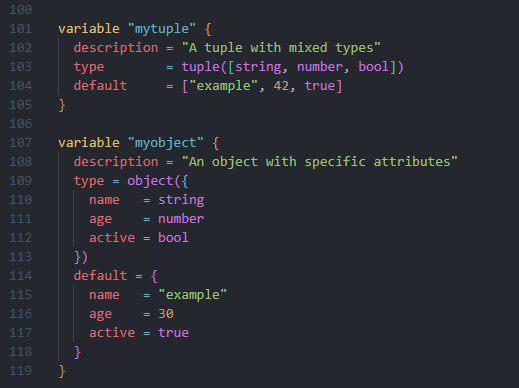 100
101 variable "mytuple" {
102   description = "A tuple with mixed types"
103   type        = tuple([string, number, bool])
104   default     = ["example", 42, true]
105 }
106
107 variable "myobject" {
108   description = "An object with specific attributes"
109   type = object({
110     name   = string
111     age    = number
112     active = bool
113   })
114   default = {
115     name   = "example"
116     age    = 30
117     active = true
118   }
119 }